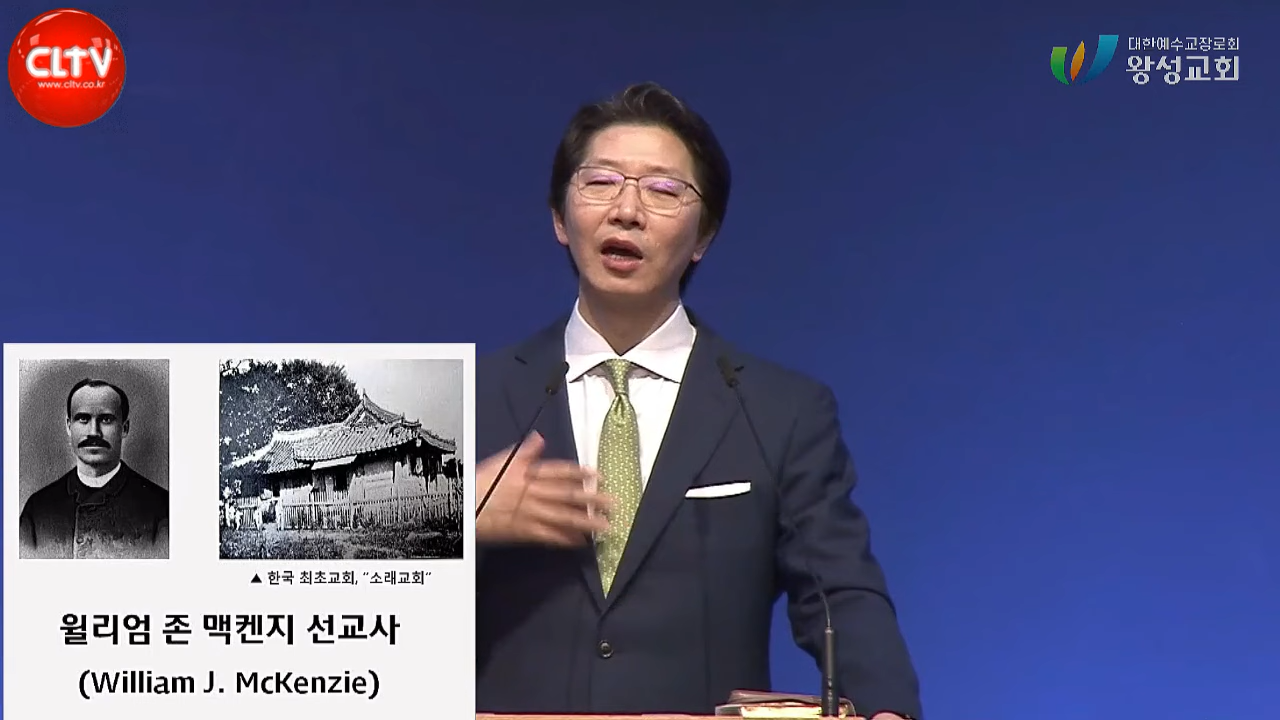 CLTV
www.cltv.co.kr
대한예수교장로회
왕성교회
▲ 한국 최초교회, “소래교회”
윌리엄 존 맥켄지 선교사
(William J. McKenzie)